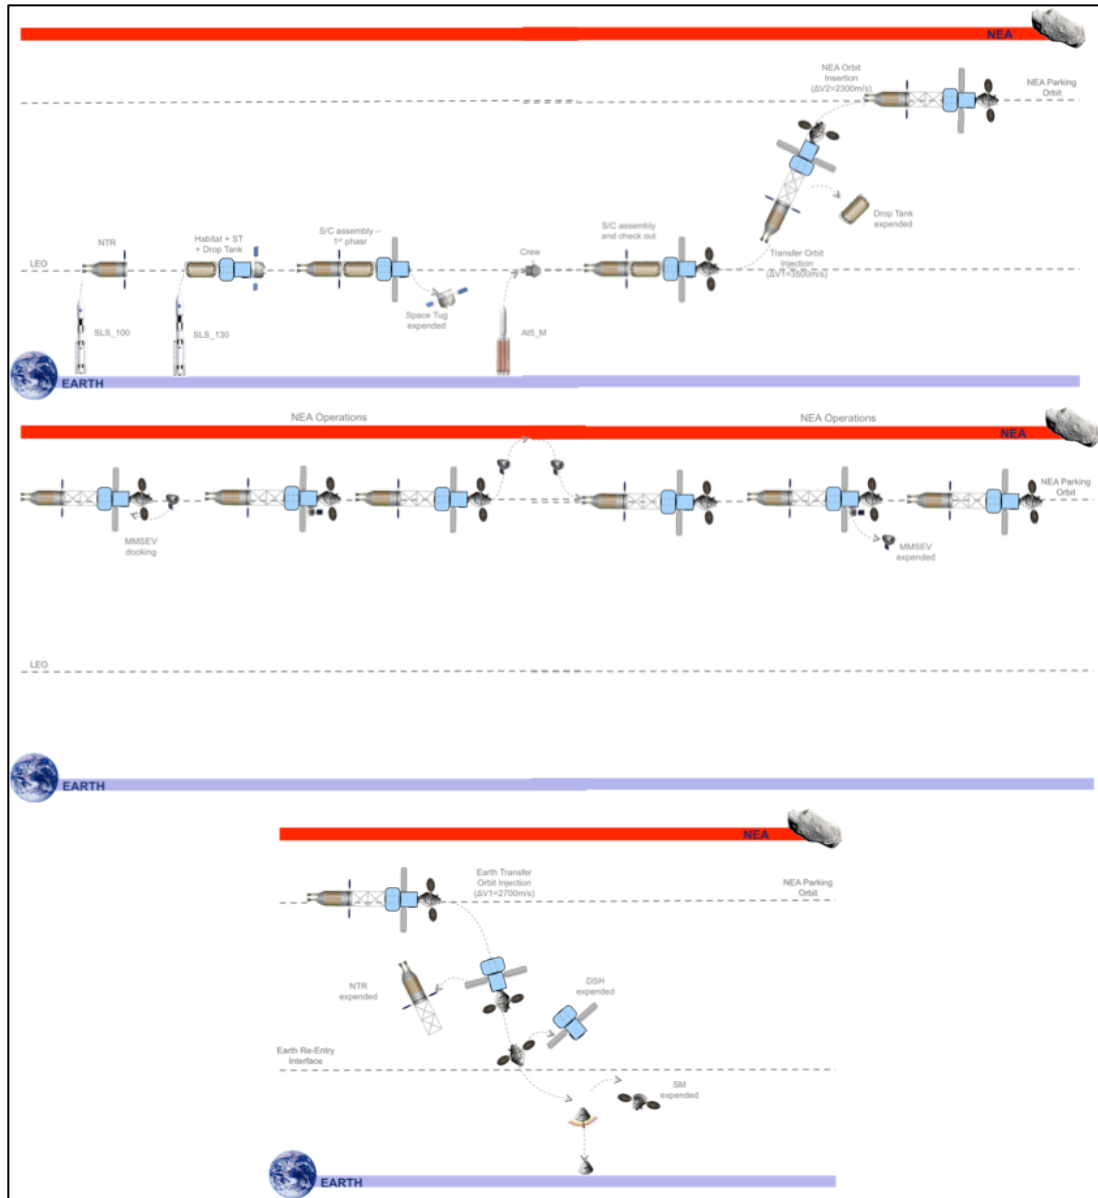 NEA
NEA Orbit
Insertion
(ΔV2=2300m/s)
NEA Parking
Orbit
Drop Tank
expended
S/C assembly –
1st phasr
Habitat + ST
+ Drop Tank
NTR
S/C assembly
and check out
Crew
LEO
Transfer Orbit
Injection
(ΔV1=3500m/s)
Space Tug
expended
SLS_100
SLS_130
At5_M
EARTH
NEA Operations
NEA Operations
NEA
NEA Parking
Orbit
MMSEV
docking
MMSEV
expended
LEO
EARTH
NEA
Earth Transfer
Orbit Injection
(ΔV1=2700m/s)
NEA Parking
Orbit
NTR
expended
DSH
expended
Earth Re-Entry
Interface
SM
expended
EARTH